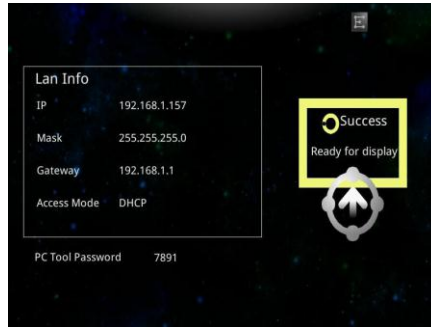 Lan Info
IP 192.168.1.157
Mask 255.255.255.0
Gateway 192.168.1.1
Access Mode DHCP
PC Tool Password 7891
Success
Ready for display